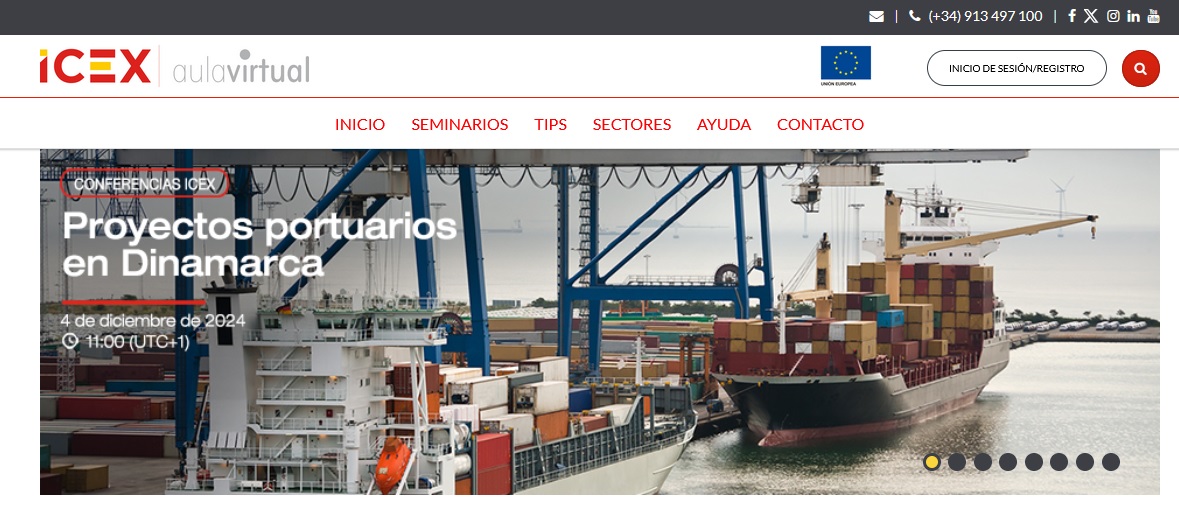 | (+34) 913 497 100 |
ICEX aulavirtual
UNIÓN EUROPEA
INICIO DE SESIÓN/REGISTRO
INICIO SEMINARIOS TIPS SECTORES AYUDA CONTACTO
CONFERENCIAS ICEX
Proyectos portuarios
en Dinamarca
4 de diciembre de 2024
11:00 (UTC+1)